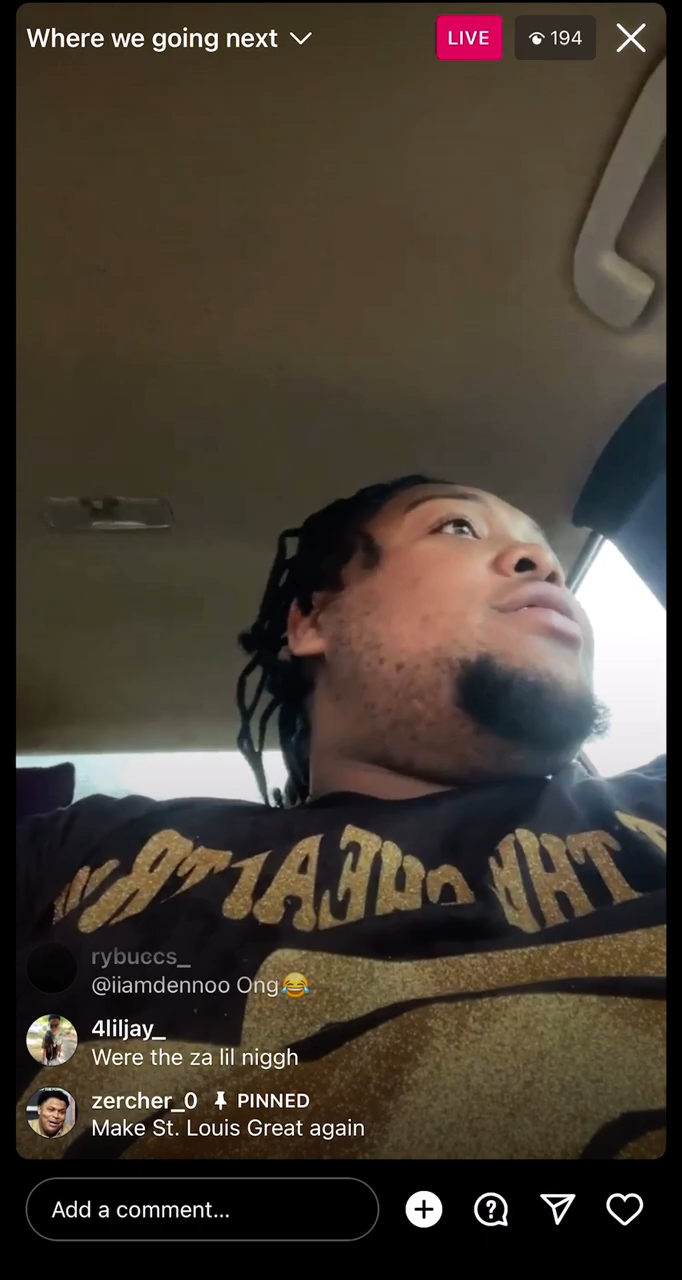 Where we going next
LIVE
194
rybuccs_
@iiamdennoo Ong😂
4liljay_
Were the za lil niggh
zercher_0 PINNED
Make St. Louis Great again
Add a comment...